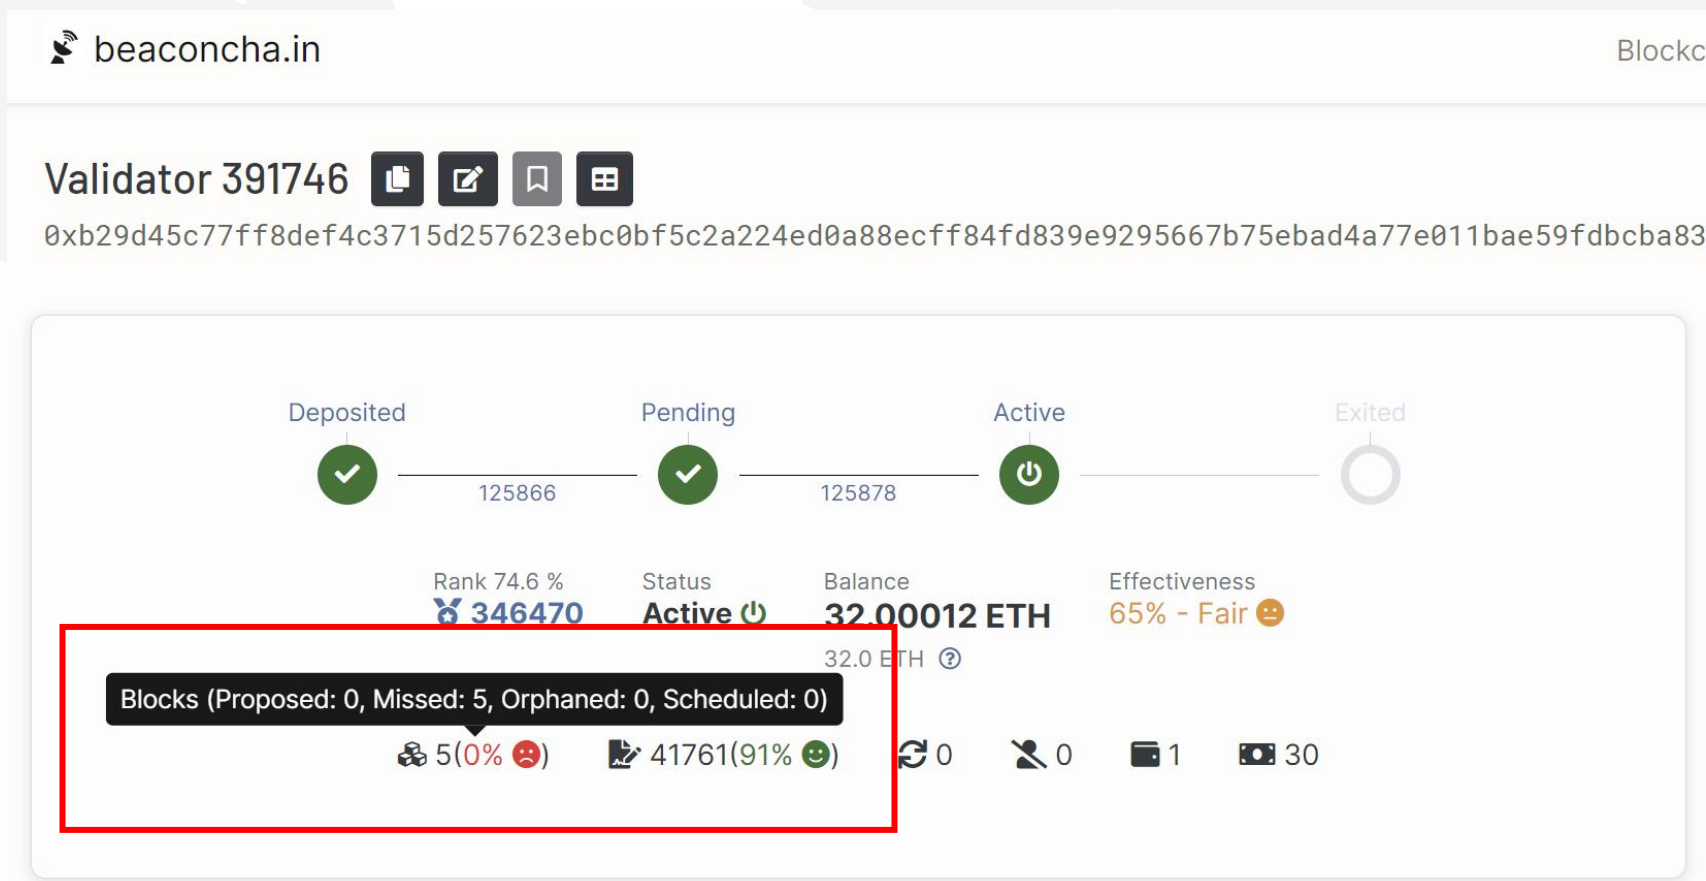 beaconcha.in
Blockc
Validator 391746
0xb29d45c77ff8def4c3715d257623ebc0bf5c2a224ed0a88ecff84fd839e9295667b75ebad4a77e011bae59fdbcba83
Deposited Pending Active Exited
125866 125878
Rank 74.6 % Status Balance Effectiveness
346470 Active 32.00012 ETH 65% - Fair
32.0 ETH
Blocks (Proposed: 0, Missed: 5, Orphaned: 0, Scheduled: 0)
5(0% ) 41761(91% ) 0 0 1 30